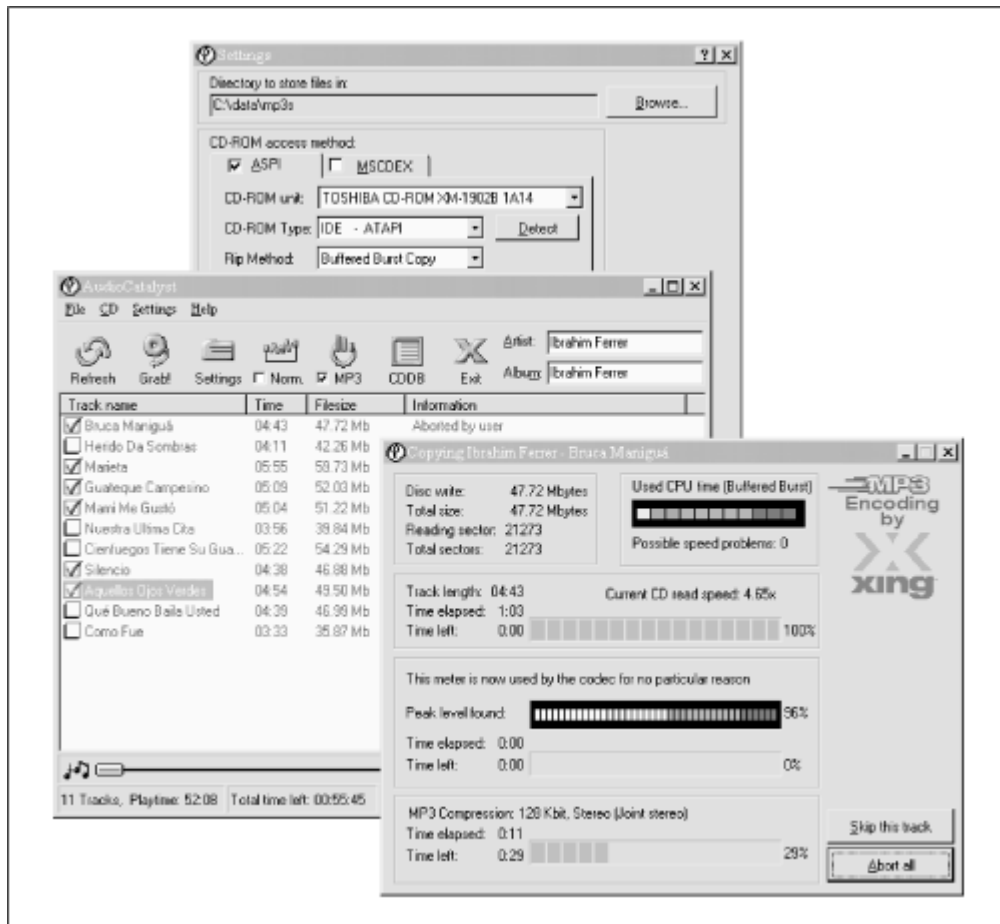 Settings
Directory to store files in:
C:\data\mp3s
Browse...
CD-ROM access method:
ASPI
MSCDEX
CD-ROM unit: TOSHIBA CD-ROM XM-1902B 1A14
CD-ROM Type: IDE - ATAPI
Detect
Rip Method: Buffered Burst Copy
AudioCatalyst
File CD Settings Help
Refresh Grab! Settings Norm. MP3 CDDB Exit
Artist: Ibrahim Ferrer
Album: Ibrahim Ferrer
Track name Time Filesize Information
Bruca Maniguá 04:43 47.72 Mb Aborted by user
Herido Da Sombras 04:11 42.26 Mb
Marieta 05:55 59.73 Mb
Guateque Campesino 05:09 52.03 Mb
Mami Me Gustó 05:04 51.22 Mb
Nuestra Ultima Cita 03:56 39.84 Mb
Cienfuegos Tiene Su Gua... 05:22 54.29 Mb
Silencio 04:38 46.88 Mb
Aquellos Ojos Verdes 04:54 49.50 Mb
Qué Bueno Baila Usted 04:39 46.99 Mb
Como Fue 03:33 35.87 Mb
11 Tracks, Playtime: 52:08 Total time left: 00:55:45
Copying Ibrahim Ferrer - Bruca Maniguá
Disc write: 47.72 Mbytes
Total size: 47.72 Mbytes
Reading sector: 21273
Total sectors: 21273
Used CPU time (Buffered Burst)
Possible speed problems: 0
MP3
Encoding
by
xing
Track length: 04:43 Current CD read speed: 4.65x
Time elapsed: 1:03
Time left: 0:00 100%
This meter is now used by the codec for no particular reason
Peak level found: 96%
Time elapsed: 0:00
Time left: 0:00 0%
MP3 Compression: 128 Kbit, Stereo (Joint stereo)
Time elapsed: 0:11
Time left: 0:29 29%
Skip this track
Abort all